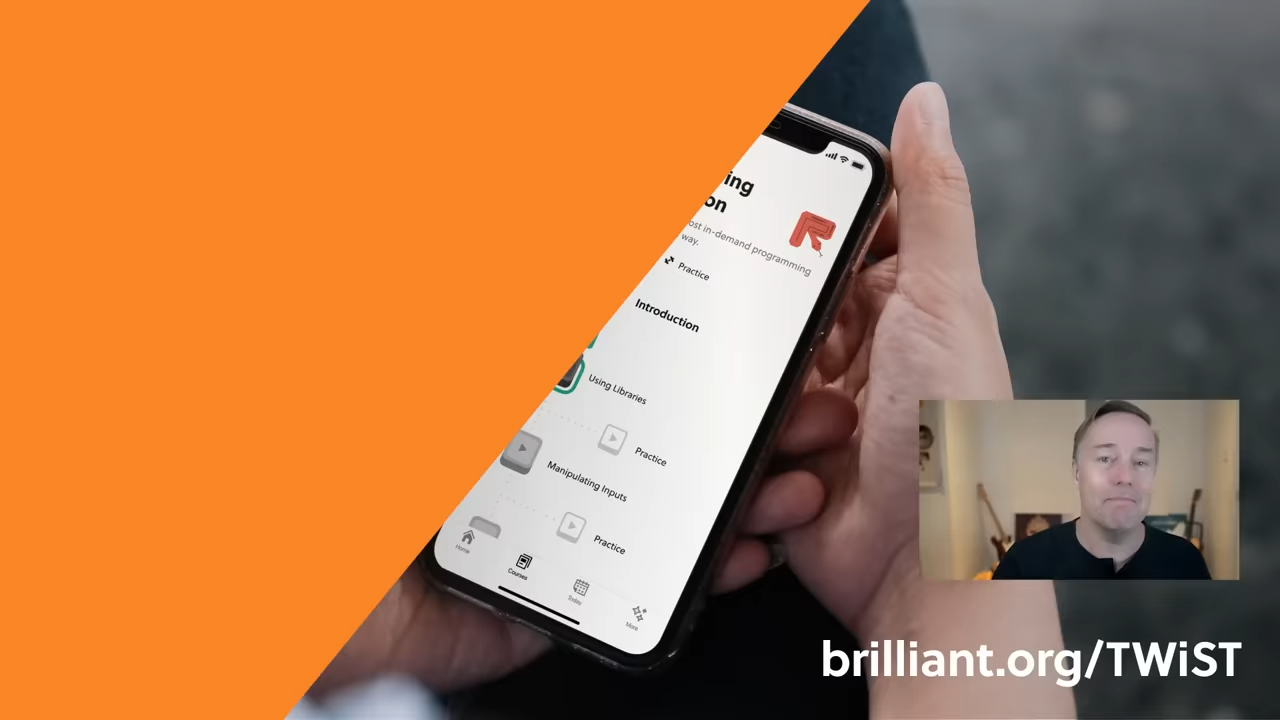 ing
on
ost in-demand programming
way.
Practice
Introduction
Using Libraries
Practice
Manipulating Inputs
Practice
Home
Courses
Today
More
brilliant.org/TWiST